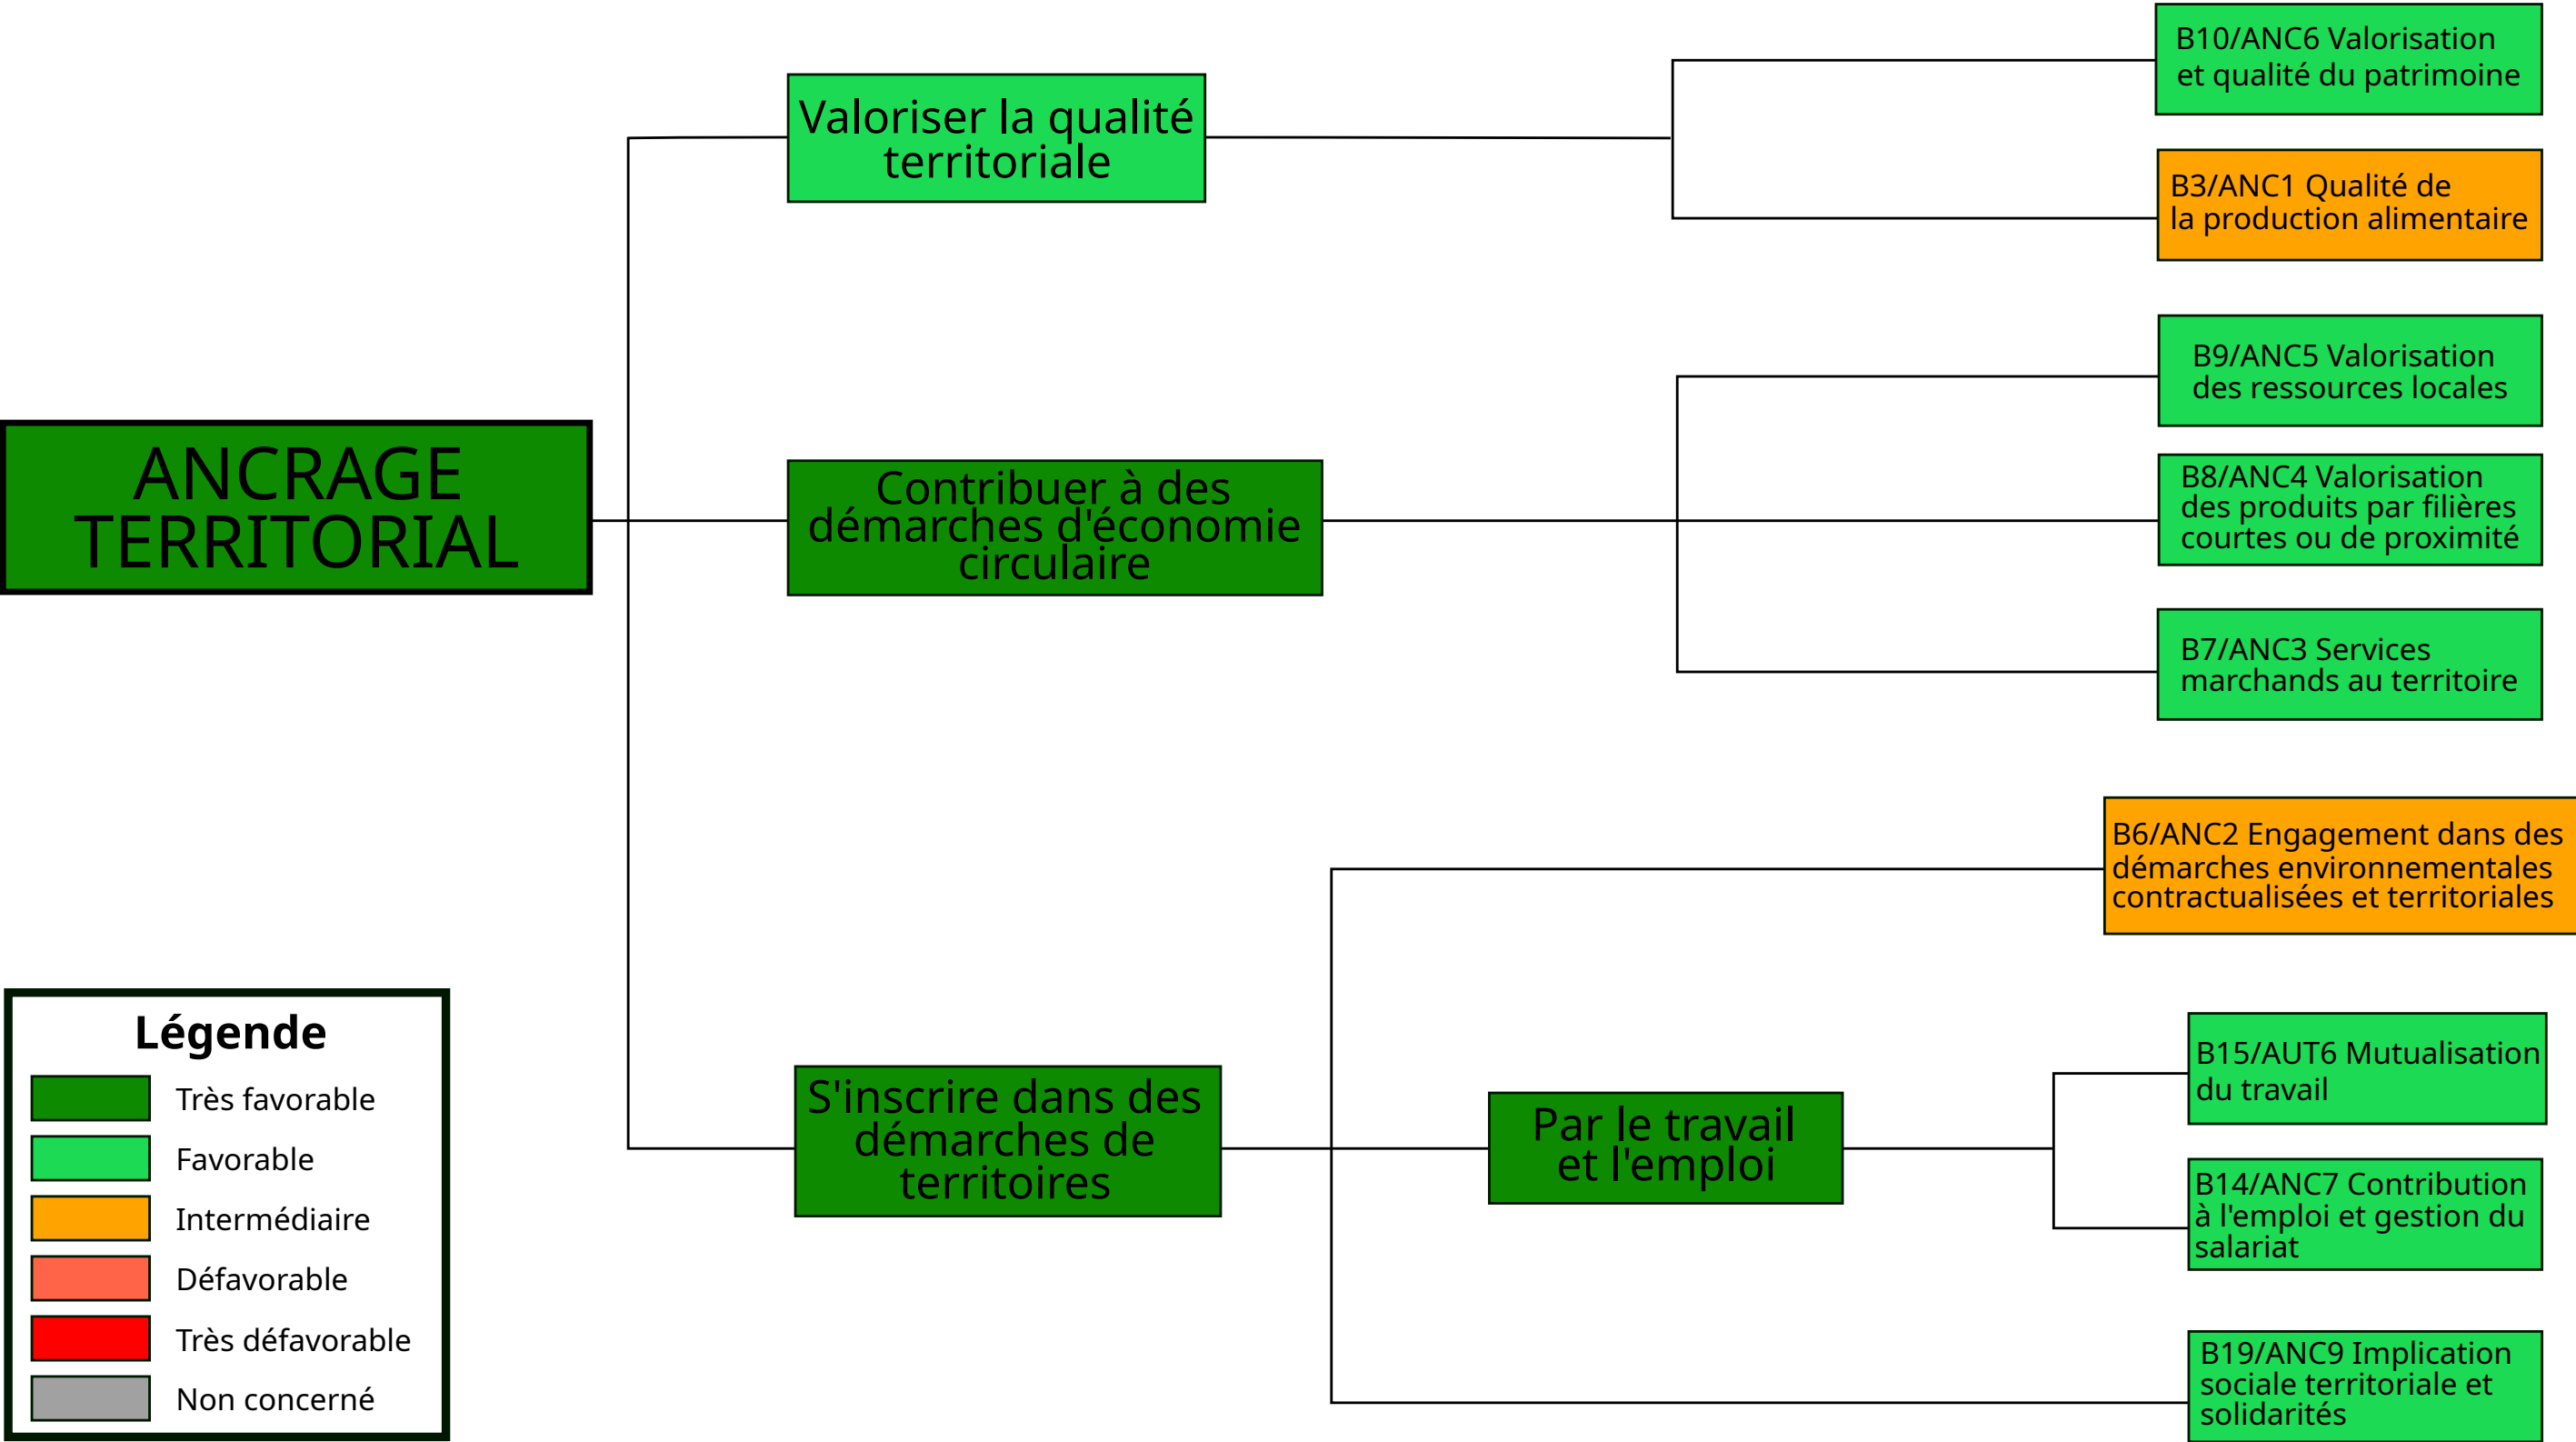 ANCRAGE
TERRITORIAL
Valoriser la qualité
territoriale
B10/ANC6 Valorisation
et qualité du patrimoine
B3/ANC1 Qualité de
la production alimentaire
Contribuer à des
démarches d'économie
circulaire
B9/ANC5 Valorisation
des ressources locales
B8/ANC4 Valorisation
des produits par filières
courtes ou de proximité
B7/ANC3 Services
marchands au territoire
S'inscrire dans des
démarches de
territoires
B6/ANC2 Engagement dans des
démarches environnementales
contractualisées et territoriales
Par le travail
et l'emploi
B15/AUT6 Mutualisation
du travail
B14/ANC7 Contribution
à l'emploi et gestion du
salariat
B19/ANC9 Implication
sociale territoriale et
solidarités
Légende
Très favorable
Favorable
Intermédiaire
Défavorable
Très défavorable
Non concerné